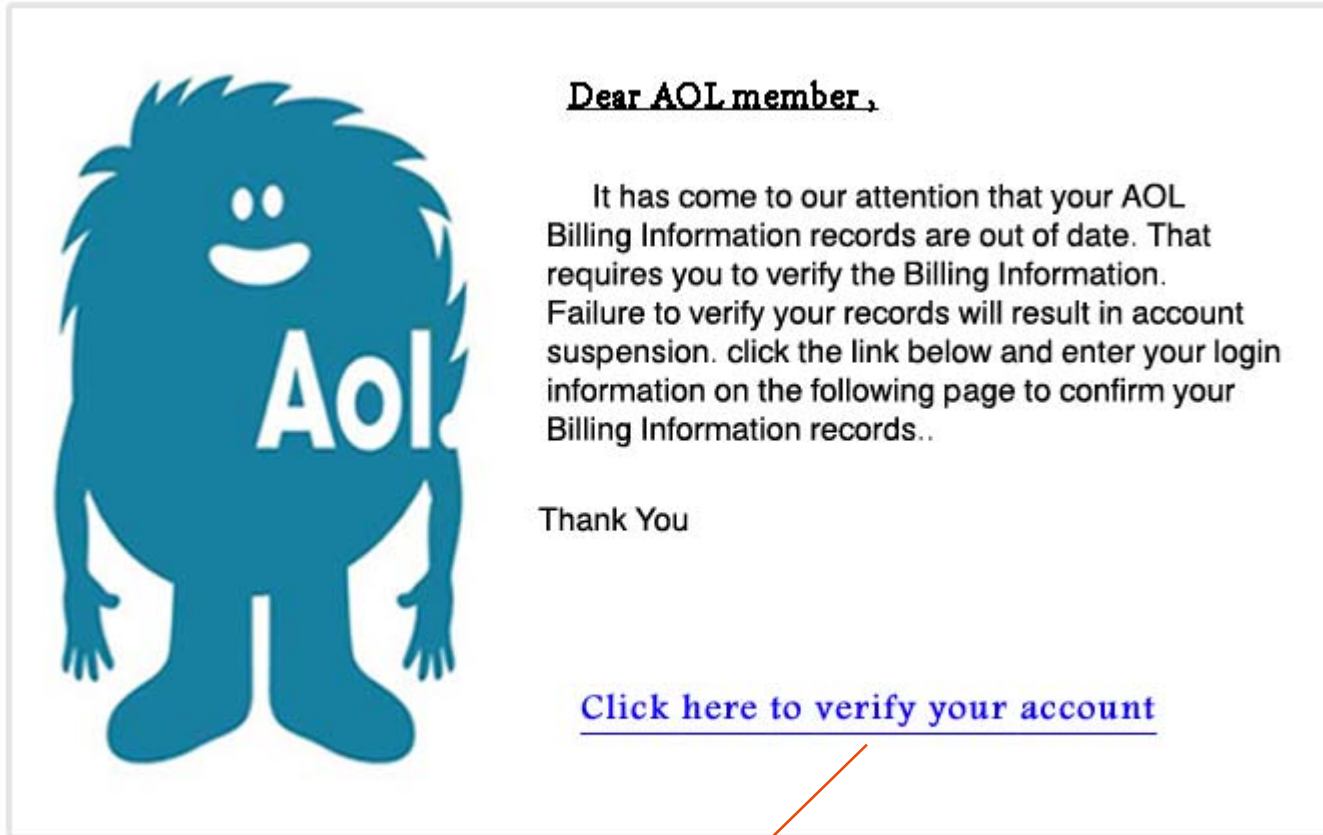 Dear AOL member ,
It has come to our attention that your AOL
Billing Information records are out of date. That
requires you to verify the Billing Information.
Failure to verify your records will result in account
suspension. click the link below and enter your login
information on the following page to confirm your
Billing Information records..
Aol.
Thank You
Click here to verify your account